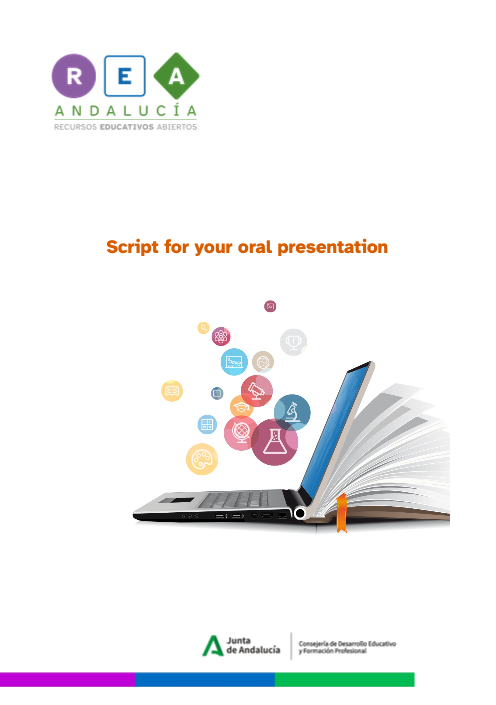 R E A
ANDALUCÍA
RECURSOS EDUCATIVOS ABIERTOS
Script for your oral presentation
Junta
de Andalucía
Consejería de Desarrollo Educativo
y Formación Profesional